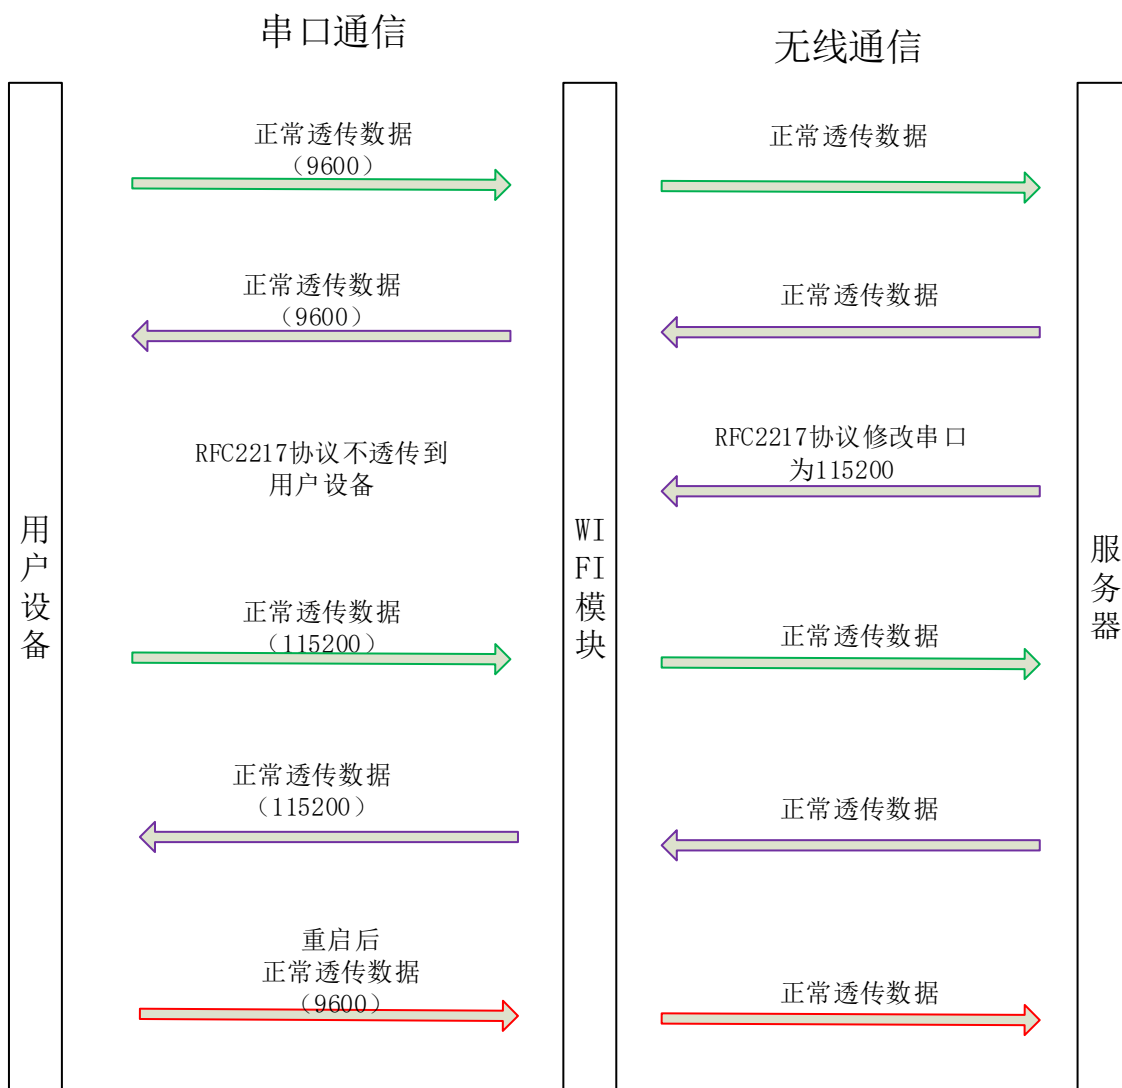 串口通信
无线通信
正常透传数据
（9600）
正常透传数据
正常透传数据
（9600）
正常透传数据
RFC2217协议不透传到
用户设备
RFC2217协议修改串口
为115200
用户设备
WI
FI
模块
服务器
正常透传数据
（115200）
正常透传数据
正常透传数据
（115200）
正常透传数据
重启后
正常透传数据
（9600）
正常透传数据